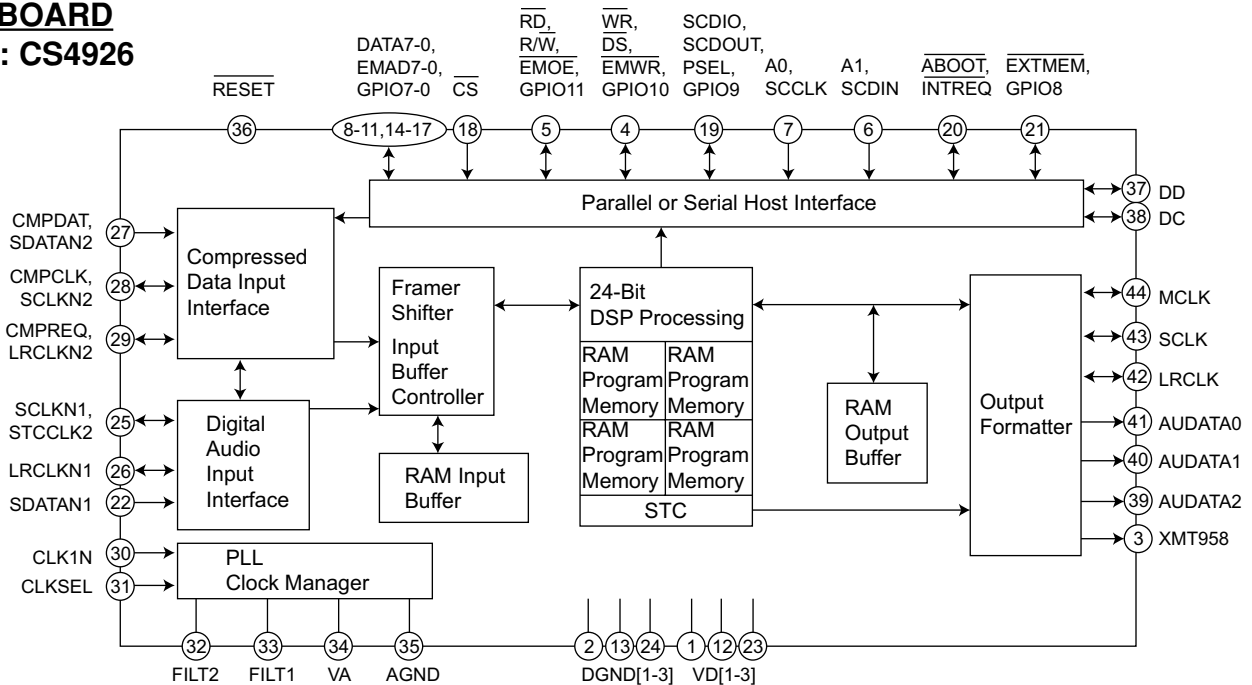 BOARD
: CS4926
RESET
DATA7-0,
EMAD7-0,
GPIO7-0
CS
RD,
R/W,
EMOE,
GPIO11
WR,
DS,
EMWR,
GPIO10
SCDIO,
SCDOUT,
PSEL,
GPIO9
A0,
SCCLK
A1,
SCDIN
ABOOT,
INTREQ
EXTMEM,
GPIO8
36
8-11,14-17
18
5
4
19
7
6
20
21
Parallel or Serial Host Interface
37
DD
38
DC
CMPDAT,
SDATAN2
27
CMPCLK,
SCLKN2
28
CMPREQ,
LRCLKN2
29
Compressed
Data Input
Interface
Framer
Shifter
Input
Buffer
Controller
24-Bit
DSP Processing
RAM
Program
Memory
RAM
Program
Memory
RAM
Program
Memory
RAM
Program
Memory
STC
RAM
Output
Buffer
Output
Formatter
44
MCLK
43
SCLK
42
LRCLK
41
AUDATA0
40
AUDATA1
39
AUDATA2
3
XMT958
SCLKN1,
STCCLK2
25
LRCLKN1
26
SDATAN1
22
Digital
Audio
Input
Interface
RAM Input
Buffer
CLK1N
30
CLKSEL
31
PLL
Clock Manager
32
33
34
35
2
13
24
1
12
23
FILT2
FILT1
VA
AGND
DGND[1-3]
VD[1-3]